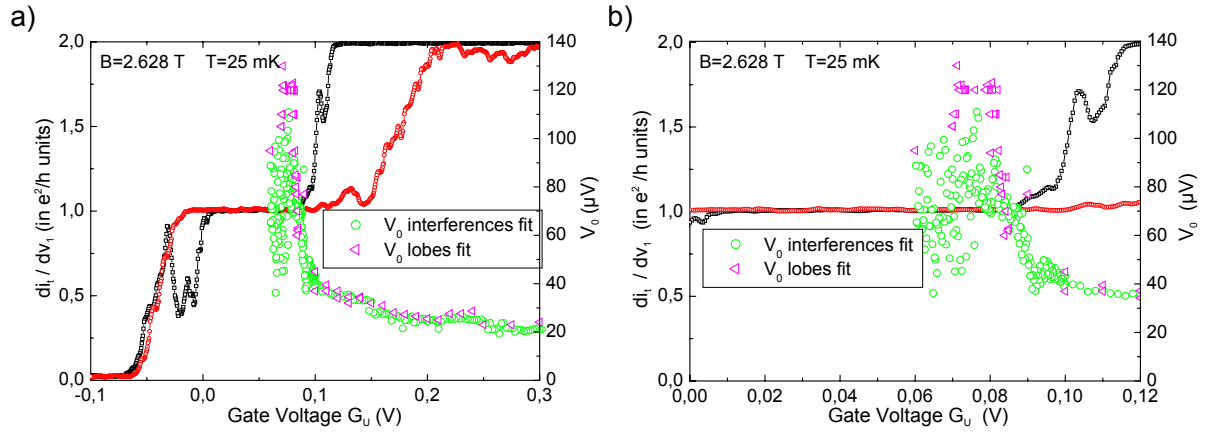 a)
B=2.628 T T=25 mK
2,0
1,5
1,0
0,5
0,0
di_t / dv_1 (in e²/h units)
140
120
100
80
60
40
20
0
V_0 (µV)
V_0 interferences fit
V_0 lobes fit
-0,1 0,0 0,1 0,2 0,3
Gate Voltage G_U (V)
b)
B=2.628 T T=25 mK
2,0
1,5
1,0
0,5
0,0
di_t / dv_1 (in e²/h units)
140
120
100
80
60
40
20
0
V_0 (µV)
V_0 interferences fit
V_0 lobes fit
0,00 0,02 0,04 0,06 0,08 0,10 0,12
Gate Voltage G_U (V)